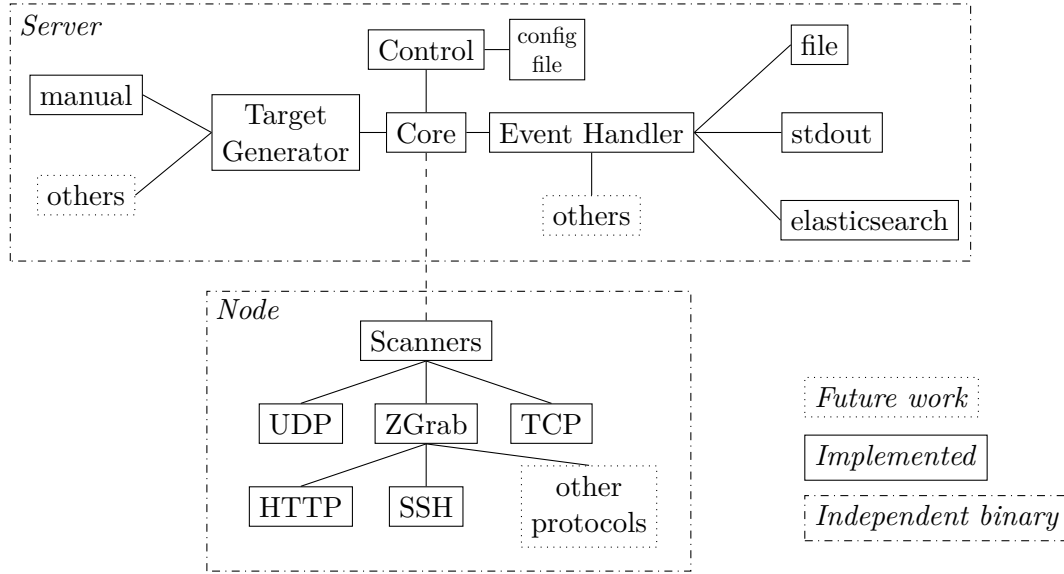 Server
Control
config
file
file
manual
Target
Generator
Core
Event Handler
stdout
others
others
elasticsearch
Node
Scanners
UDP
ZGrab
TCP
HTTP
SSH
other
protocols
Future work
Implemented
Independent binary